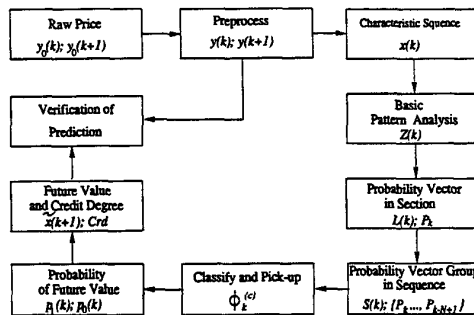 Raw Price
y₀(k); y₀(k+1)
Preprocess
y(k); y(k+1)
Characteristic Squence
x(k)
Verification of
Prediction
Basic
Pattern Analysis
Z(k)
Future Value
and Credit Degree
x̃(k+1); Crd
Probability Vector
in Section
L(k); Pₖ
Probability
of Future Value
p₁(k); p₀(k)
Classify and Pick-up
ϕₖ⁽ᶜ⁾
Probability Vector Group
in Sequence
S(k); {Pₖ ..., Pₖ₋N₊₁}